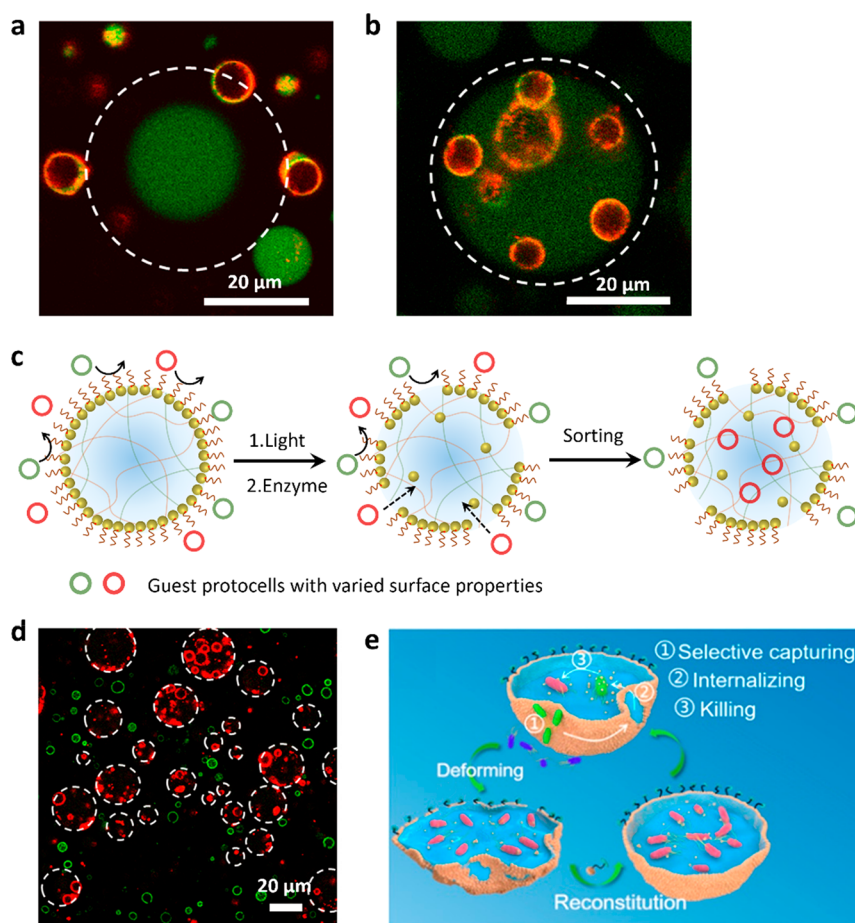 a
b
20 µm
20 µm
c
1.Light
2.Enzyme
Sorting
Guest protocells with varied surface properties
d
e
① Selective capturing
② Internalizing
③ Killing
③
②
①
Deforming
Reconstitution
20 µm